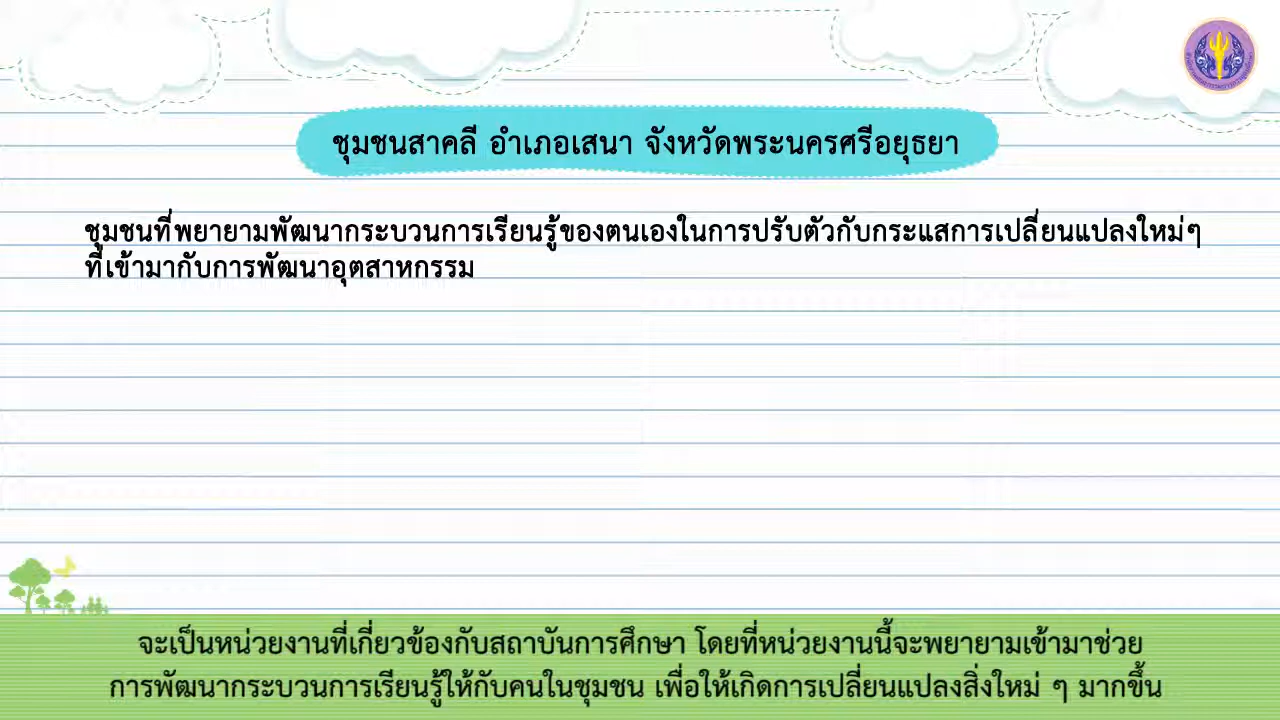 ชุมชนสาคลี อำเภอเสนา จังหวัดพระนครศรีอยุธยา
ชุมชนที่พยายามพัฒนากระบวนการเรียนรู้ของตนเองในการปรับตัวกับกระแสการเปลี่ยนแปลงใหม่ๆ
ที่เข้ามากับการพัฒนาอุตสาหกรรม
จะเป็นหน่วยงานที่เกี่ยวข้องกับสถาบันการศึกษา โดยที่หน่วยงานนี้จะพยายามเข้ามาช่วย
การพัฒนากระบวนการเรียนรู้ให้กับคนในชุมชน เพื่อให้เกิดการเปลี่ยนแปลงสิ่งใหม่ ๆ มากขึ้น